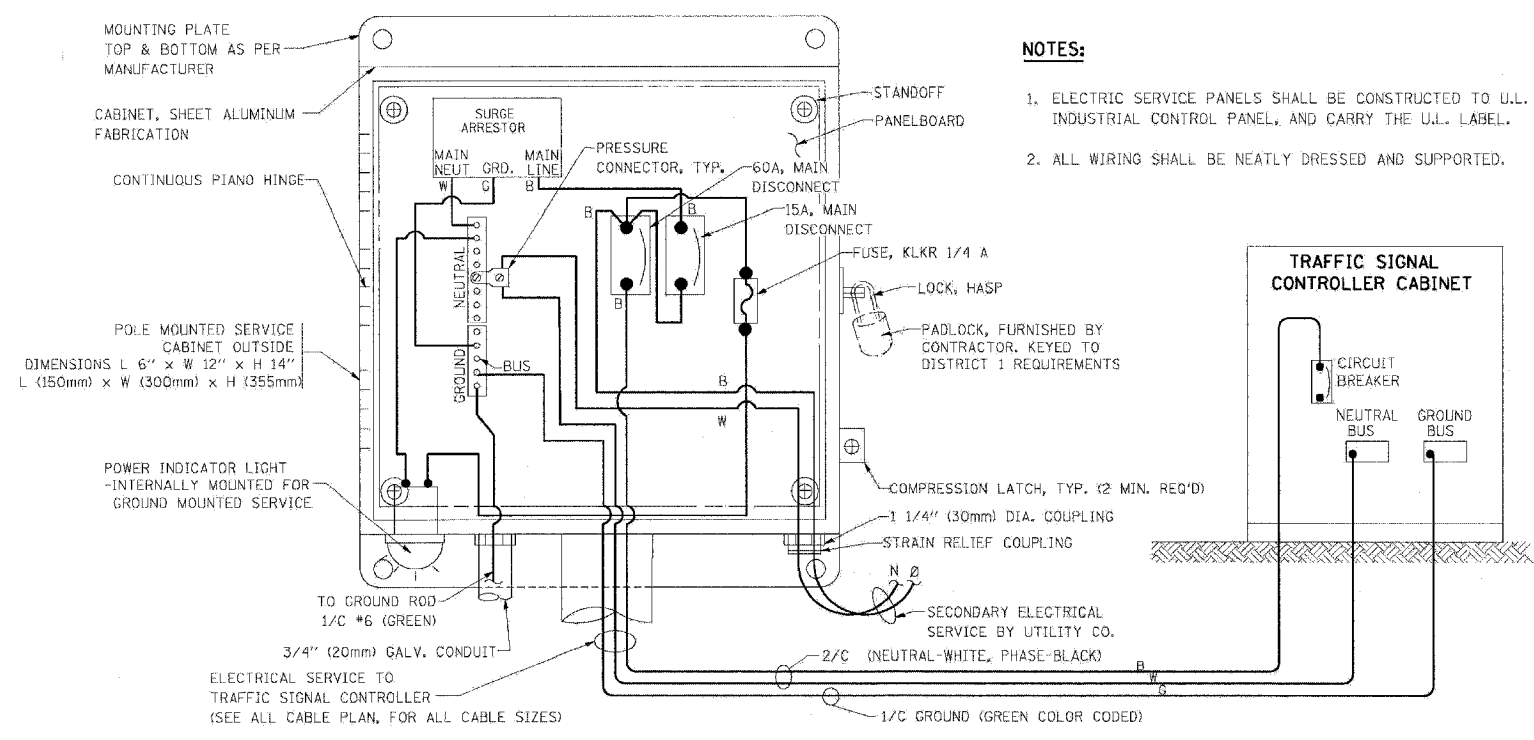 MOUNTING PLATE
TOP & BOTTOM AS PER
MANUFACTURER
CABINET, SHEET ALUMINUM
FABRICATION
CONTINUOUS PIANO HINGE
POLE MOUNTED SERVICE
CABINET OUTSIDE
DIMENSIONS L 6" x W 12" x H 14"
L (150mm) x W (300mm) x H (355mm)
POWER INDICATOR LIGHT
-INTERNALLY MOUNTED FOR
GROUND MOUNTED SERVICE
TO GROUND ROD
1/C #6 (GREEN)
3/4" (20mm) GALV. CONDUIT
ELECTRICAL SERVICE TO
TRAFFIC SIGNAL CONTROLLER
(SEE ALL CABLE PLAN, FOR ALL CABLE SIZES)
SURGE
ARRESTOR
MAIN
NEUT
GRD.
MAIN
LINE
W
G
B
NEUTRAL
GROUND
BUS
PRESSURE
CONNECTOR, TYP.
B
B
B
B
W
STANDOFF
PANELBOARD
60A, MAIN
DISCONNECT
15A, MAIN
DISCONNECT
FUSE, KLKR 1/4 A
LOCK, HASP
PADLOCK, FURNISHED BY
CONTRACTOR. KEYED TO
DISTRICT 1 REQUIREMENTS
COMPRESSION LATCH, TYP. (2 MIN. REQ'D)
1 1/4" (30mm) DIA. COUPLING
STRAIN RELIEF COUPLING
N Ø
SECONDARY ELECTRICAL
SERVICE BY UTILITY CO.
2/C (NEUTRAL-WHITE, PHASE-BLACK)
B
W
G
1/C GROUND (GREEN COLOR CODED)
NOTES:
1. ELECTRIC SERVICE PANELS SHALL BE CONSTRUCTED TO U.L.
INDUSTRIAL CONTROL PANEL, AND CARRY THE U.L. LABEL.
2. ALL WIRING SHALL BE NEATLY DRESSED AND SUPPORTED.
TRAFFIC SIGNAL
CONTROLLER CABINET
CIRCUIT
BREAKER
NEUTRAL
BUS
GROUND
BUS